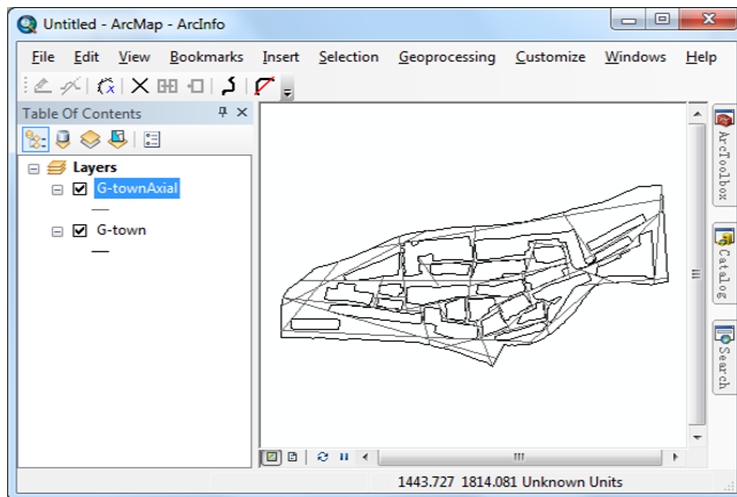 Untitled - ArcMap - ArcInfo
File Edit View Bookmarks Insert Selection Geoprocessing Customize Windows Help
Table Of Contents
Layers
G-townAxial
G-town
ArcToolbox
Catalog
Search
1443.727 1814.081 Unknown Units